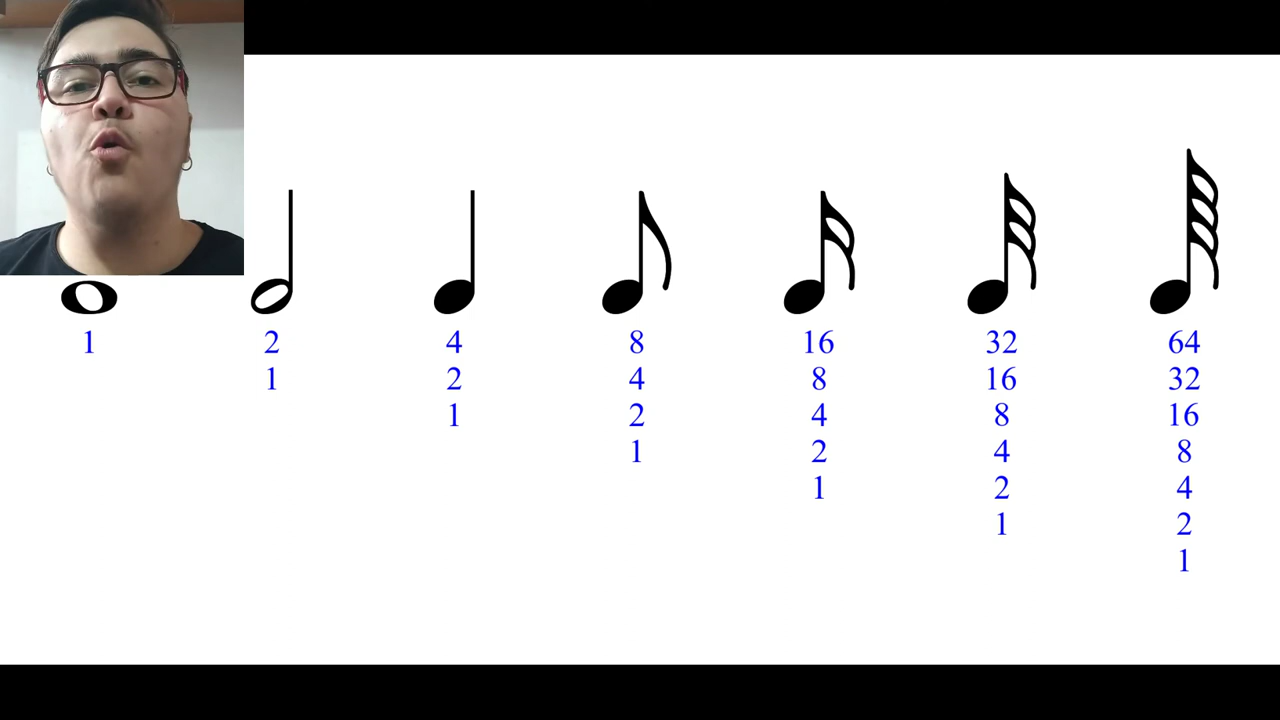 1 2 4 8 16 32 64
1 2 4 8 16 32
1 2 4 8 16
1 2 4 8
1 2 4
1 2
1